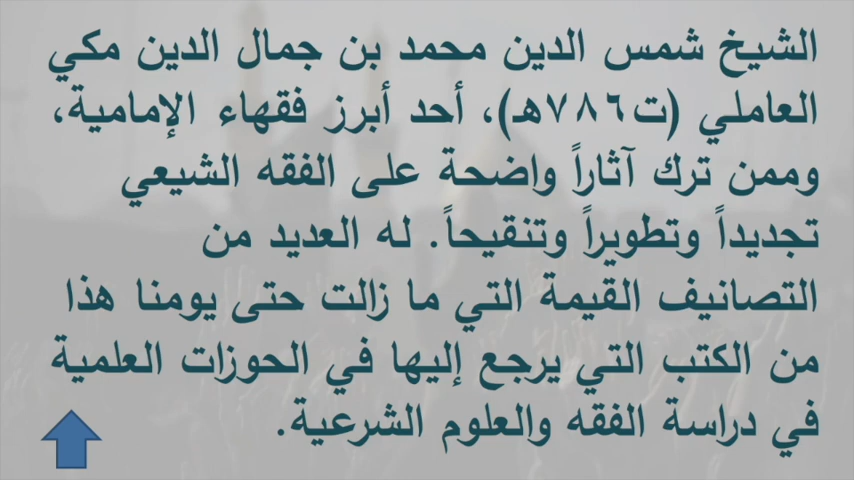 الشيخ شمس الدين محمد بن جمال الدين مكي
العاملي (ت٧٨٦هـ)، أحد أبرز فقهاء الإمامية،
وممن ترك آثاراً واضحة على الفقه الشيعي
تجديداً وتطويراً وتنقيحاً. له العديد من
التصانيف القيمة التي ما زالت حتى يومنا هذا
من الكتب التي يرجع إليها في الحوزات العلمية
في دراسة الفقه والعلوم الشرعية.